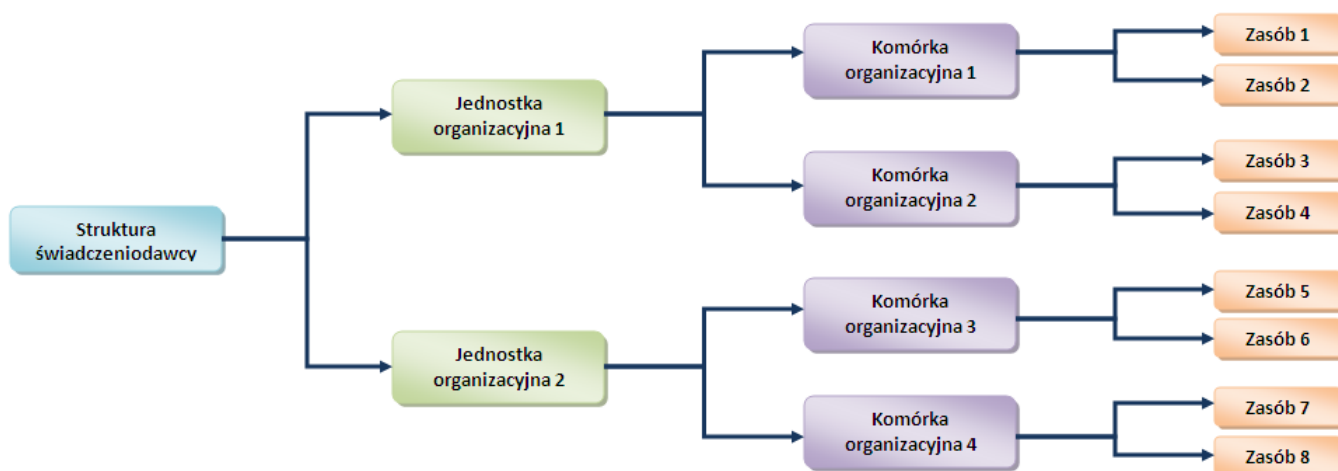 Struktura
świadczeniodawcy
Jednostka
organizacyjna 1
Jednostka
organizacyjna 2
Komórka
organizacyjna 1
Komórka
organizacyjna 2
Komórka
organizacyjna 3
Komórka
organizacyjna 4
Zasób 1
Zasób 2
Zasób 3
Zasób 4
Zasób 5
Zasób 6
Zasób 7
Zasób 8